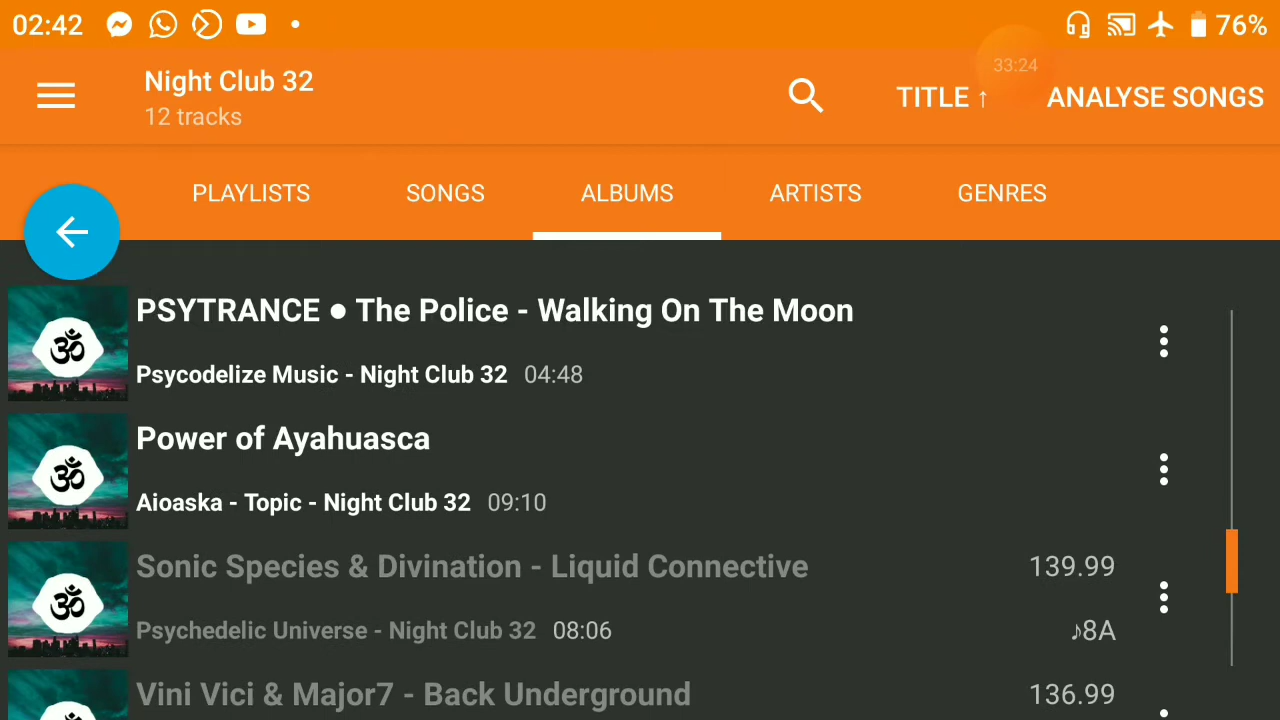 02:42 76%
33:24
Night Club 32
12 tracks
TITLE ↑ ANALYSE SONGS
PLAYLISTS SONGS ALBUMS ARTISTS GENRES
PSYTRANCE ● The Police - Walking On The Moon
Psycodelize Music - Night Club 32 04:48
Power of Ayahuasca
Aioaska - Topic - Night Club 32 09:10
Sonic Species & Divination - Liquid Connective 139.99
Psychedelic Universe - Night Club 32 08:06 ♪8A
Vini Vici & Major7 - Back Underground 136.99
ॐ
ॐ
ॐ